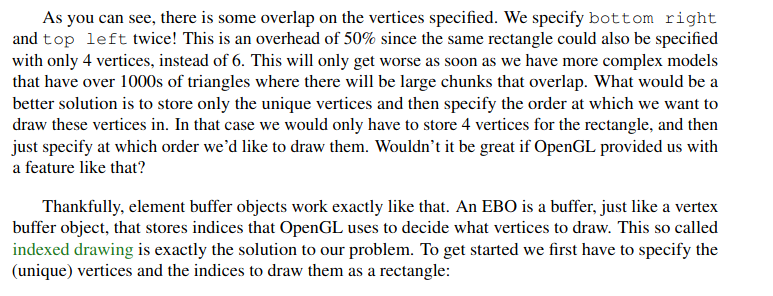 As you can see, there is some overlap on the vertices specified. We specify bottom right
and top left twice! This is an overhead of 50% since the same rectangle could also be specified
with only 4 vertices, instead of 6. This will only get worse as soon as we have more complex models
that have over 1000s of triangles where there will be large chunks that overlap. What would be a
better solution is to store only the unique vertices and then specify the order at which we want to
draw these vertices in. In that case we would only have to store 4 vertices for the rectangle, and then
just specify at which order we'd like to draw them. Wouldn't it be great if OpenGL provided us with
a feature like that?
Thankfully, element buffer objects work exactly like that. An EBO is a buffer, just like a vertex
buffer object, that stores indices that OpenGL uses to decide what vertices to draw. This so called
indexed drawing is exactly the solution to our problem. To get started we first have to specify the
(unique) vertices and the indices to draw them as a rectangle: